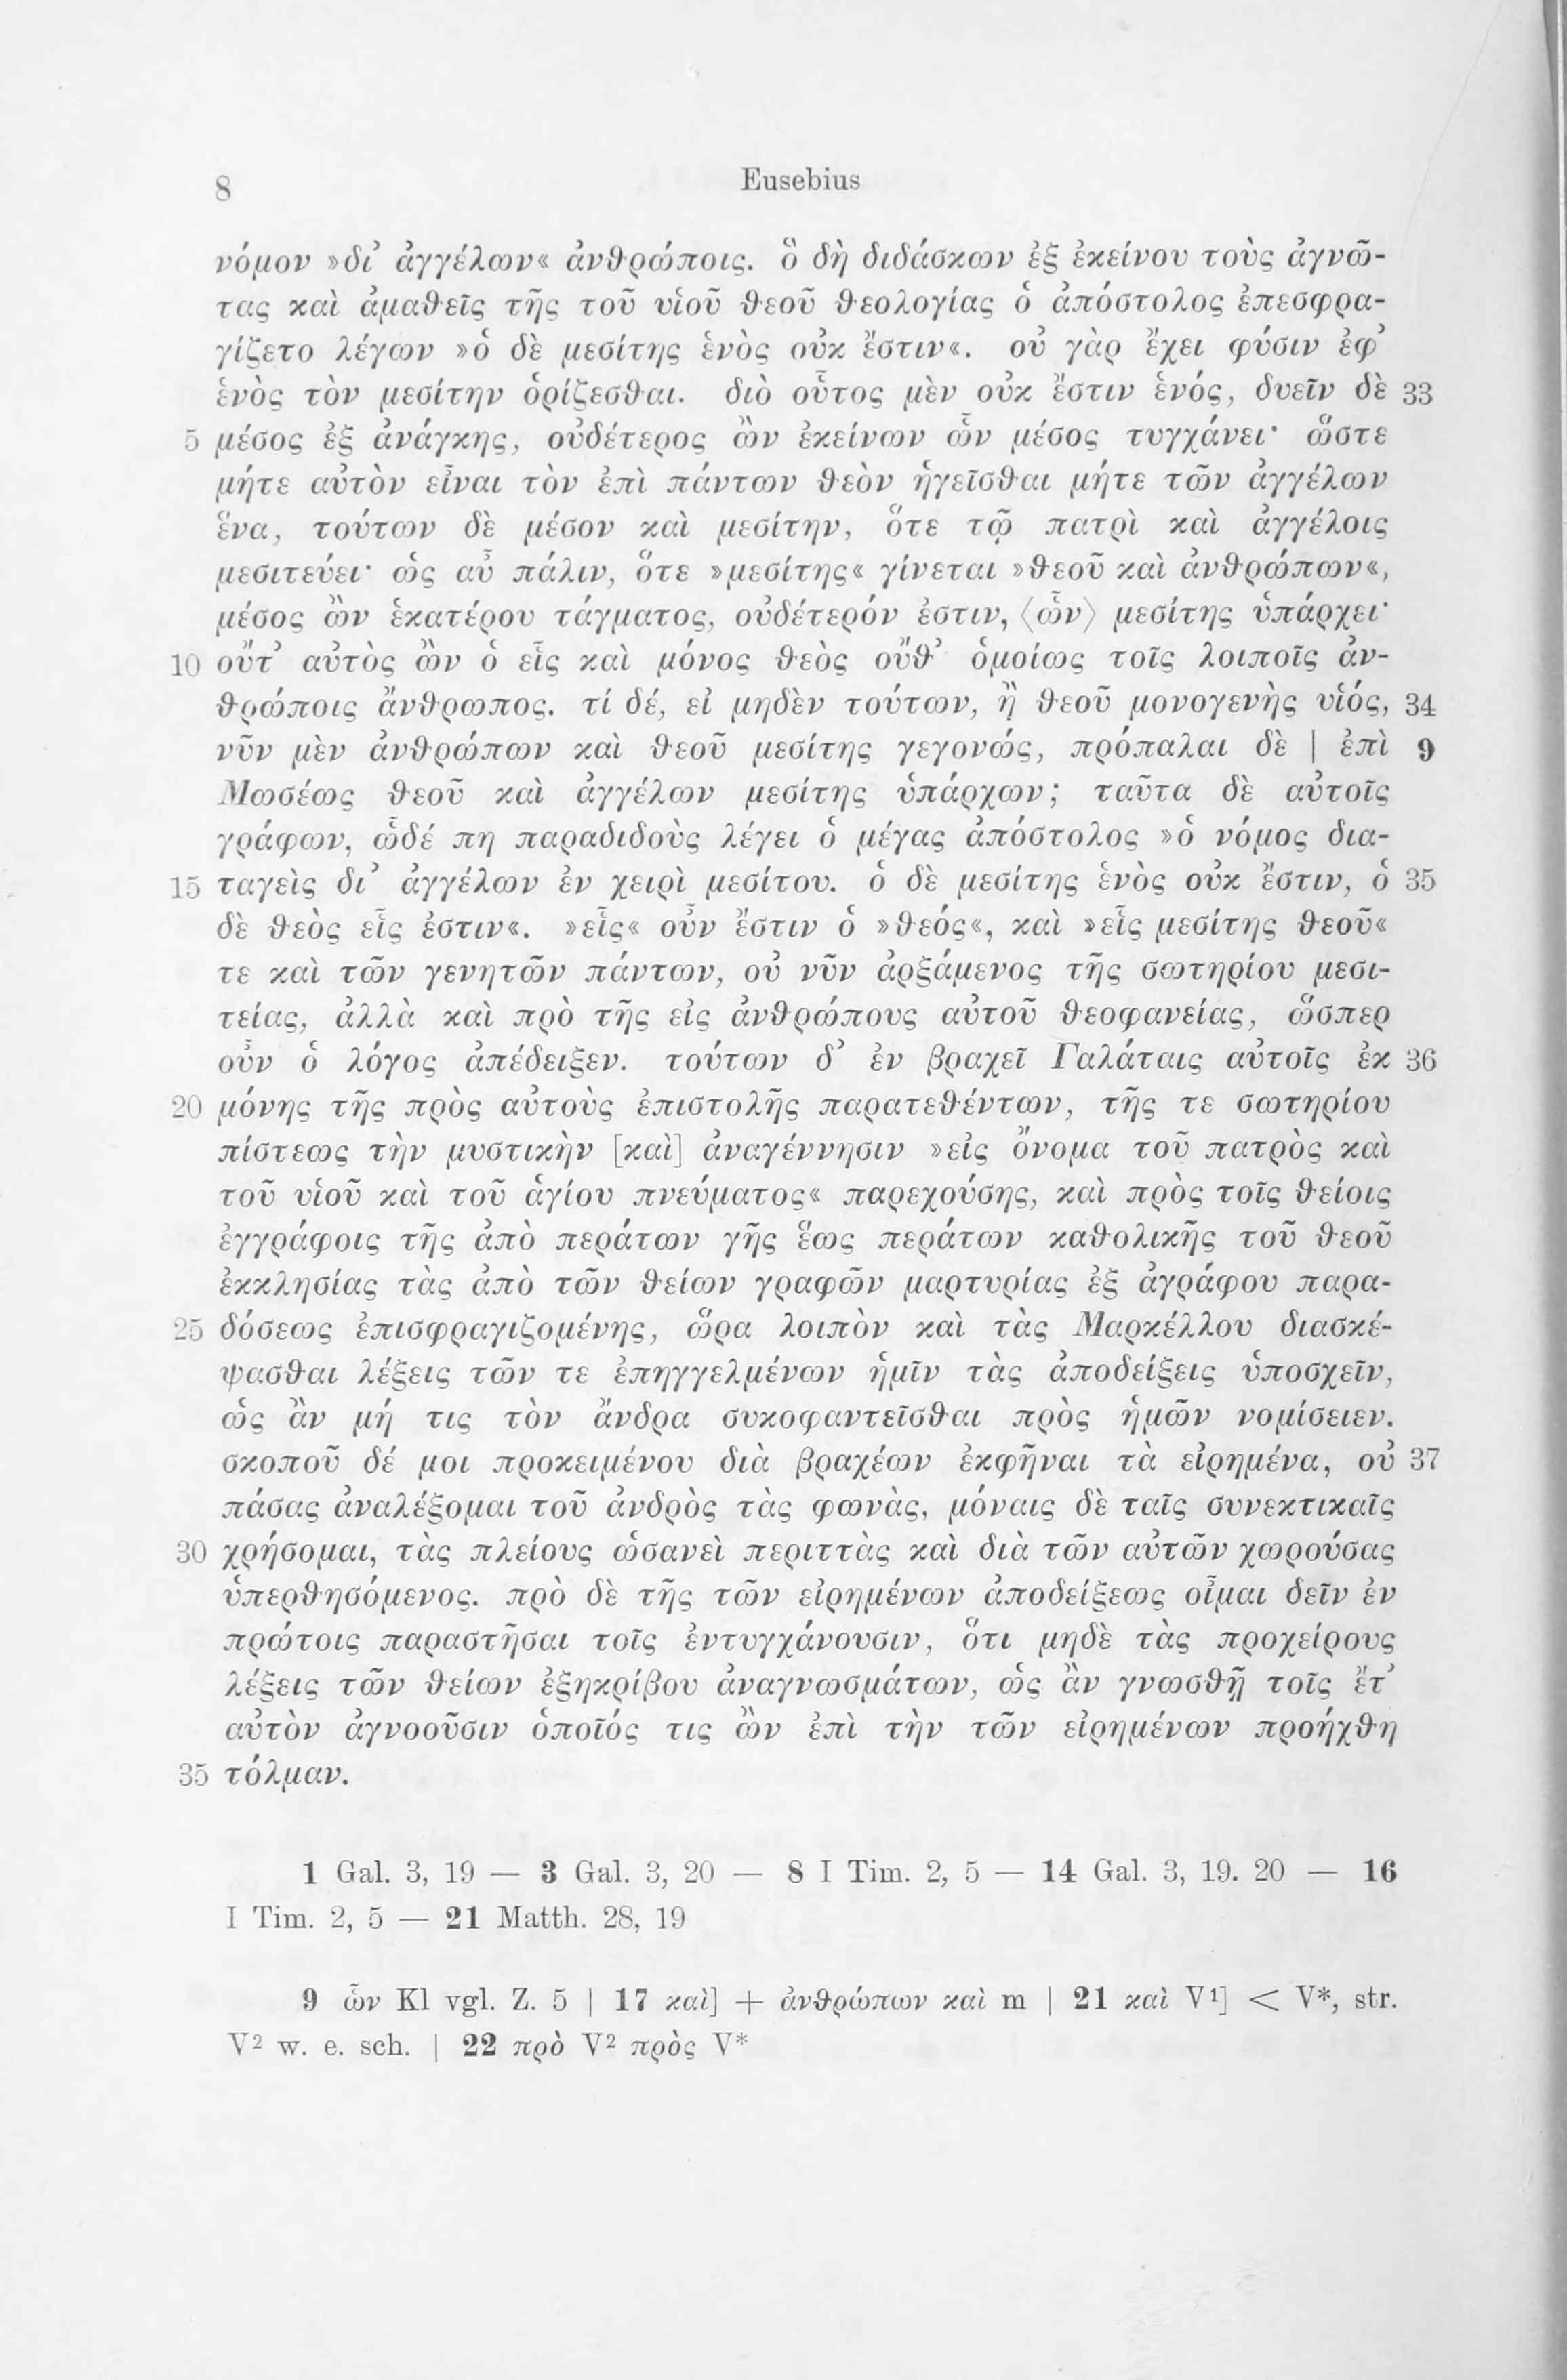 8 Eusebius
νόμον »δι’ ἀγγέλων« ἀνθρώποις. ὃ δὴ διδάσκων ἐξ ἐκείνου τοὺς ἀγνῶ-
τας καὶ ἀμαθεῖς τῆς τοῦ υἱοῦ θεοῦ θεολογίας ὁ ἀπόστολος ἐπεσφρα-
γίζετο λέγων »ὁ δὲ μεσίτης ἑνὸς οὐκ ἔστιν«. οὐ γὰρ ἔχει φύσιν ἐφ’
ἑνὸς τὸν μεσίτην ὁρίζεσθαι. διὸ οὗτος μὲν οὐκ ἔστιν ἑνός, δυεῖν δὲ 33
5 μέσος ἐξ ἀνάγκης, οὐδέτερος ὢν ἐκείνων ὧν μέσος τυγχάνει· ὥστε
μήτε αὐτὸν εἶναι τὸν ἐπὶ πάντων θεὸν ἡγεῖσθαι μήτε τῶν ἀγγέλων
ἕνα, τούτων δὲ μέσον καὶ μεσίτην, ὅτε τῷ πατρὶ καὶ ἀγγέλοις
μεσιτεύει· ὡς αὖ πάλιν, ὅτε »μεσίτης« γίνεται »θεοῦ καὶ ἀνθρώπων«,
μέσος ὢν ἑκατέρου τάγματος, οὐδέτερόν ἐστιν, ⟨ὧν⟩ μεσίτης ὑπάρχει·
10 οὔτ’ αὐτὸς ὢν ὁ εἷς καὶ μόνος θεὸς οὔθ’ ὁμοίως τοῖς λοιποῖς ἀν-
θρώποις ἄνθρωπος. τί δέ, εἰ μηδὲν τούτων, ἢ θεοῦ μονογενὴς υἱός, 34
νῦν μὲν ἀνθρώπων καὶ θεοῦ μεσίτης γεγονώς, πρόπαλαι δὲ | ἐπὶ 9
Μωσέως θεοῦ καὶ ἀγγέλων μεσίτης ὑπάρχων; ταῦτα δὲ αὐτοῖς
γράφων, ὧδέ πη παραδιδοὺς λέγει ὁ μέγας ἀπόστολος »ὁ νόμος δια-
15 ταγεὶς δι’ ἀγγέλων ἐν χειρὶ μεσίτου. ὁ δὲ μεσίτης ἑνὸς οὐκ ἔστιν, ὁ 35
δὲ θεὸς εἷς ἐστιν«. »εἷς« οὖν ἔστιν ὁ »θεός«, καὶ »εἷς μεσίτης θεοῦ«
τε καὶ τῶν γενητῶν πάντων, οὐ νῦν ἀρξάμενος τῆς σωτηρίου μεσι-
τείας, ἀλλὰ καὶ πρὸ τῆς εἰς ἀνθρώπους αὐτοῦ θεοφανείας, ὥσπερ
οὖν ὁ λόγος ἀπέδειξεν. τούτων δ’ ἐν βραχεῖ Γαλάταις αὐτοῖς ἐκ 36
20 μόνης τῆς πρὸς αὐτοὺς ἐπιστολῆς παρατεθέντων, τῆς τε σωτηρίου
πίστεως τὴν μυστικὴν [καὶ] ἀναγέννησιν »εἰς ὄνομα τοῦ πατρὸς καὶ
τοῦ υἱοῦ καὶ τοῦ ἁγίου πνεύματος« παρεχούσης, καὶ πρὸς τοῖς θείοις
ἐγγράφοις τῆς ἀπὸ περάτων γῆς ἕως περάτων καθολικῆς τοῦ θεοῦ
ἐκκλησίας τὰς ἀπὸ τῶν θείων γραφῶν μαρτυρίας ἐξ ἀγράφου παρα-
25 δόσεως ἐπισφραγιζομένης, ὥρα λοιπὸν καὶ τὰς Μαρκέλλου διασκέ-
ψασθαι λέξεις τῶν τε ἐπηγγελμένων ἡμῖν τὰς ἀποδείξεις ὑποσχεῖν,
ὡς ἂν μή τις τὸν ἄνδρα συκοφαντεῖσθαι πρὸς ἡμῶν νομίσειεν.
σκοποῦ δέ μοι προκειμένου διὰ βραχέων ἐκφῆναι τὰ εἰρημένα, οὐ 37
πάσας ἀναλέξομαι τοῦ ἀνδρὸς τὰς φωνὰς, μόναις δὲ ταῖς συνεκτικαῖς
30 χρήσομαι, τὰς πλείους ὡσανεὶ περιττὰς καὶ διὰ τῶν αὐτῶν χωρούσας
ὑπερθησόμενος. πρὸ δὲ τῆς τῶν εἰρημένων ἀποδείξεως οἶμαι δεῖν ἐν
πρώτοις παραστῆσαι τοῖς ἐντυγχάνουσιν, ὅτι μηδὲ τὰς προχείρους
λέξεις τῶν θείων ἐξηκρίβου ἀναγνωσμάτων, ὡς ἂν γνωσθῇ τοῖς ἔτ’
αὐτὸν ἀγνοοῦσιν ὁποῖός τις ὢν ἐπὶ τὴν τῶν εἰρημένων προήχθη
35 τόλμαν.
1 Gal. 3, 19 — 3 Gal. 3, 20 — 8 I Tim. 2, 5 — 14 Gal. 3, 19. 20 — 16
I Tim. 2, 5 — 21 Matth. 28, 19
9 ὧν Kl vgl. Z. 5 | 17 καὶ] + ἀνθρώπων καὶ m | 21 καὶ V¹] < V*, str.
V² w. e. sch. | 22 πρὸ V² πρὸς V*